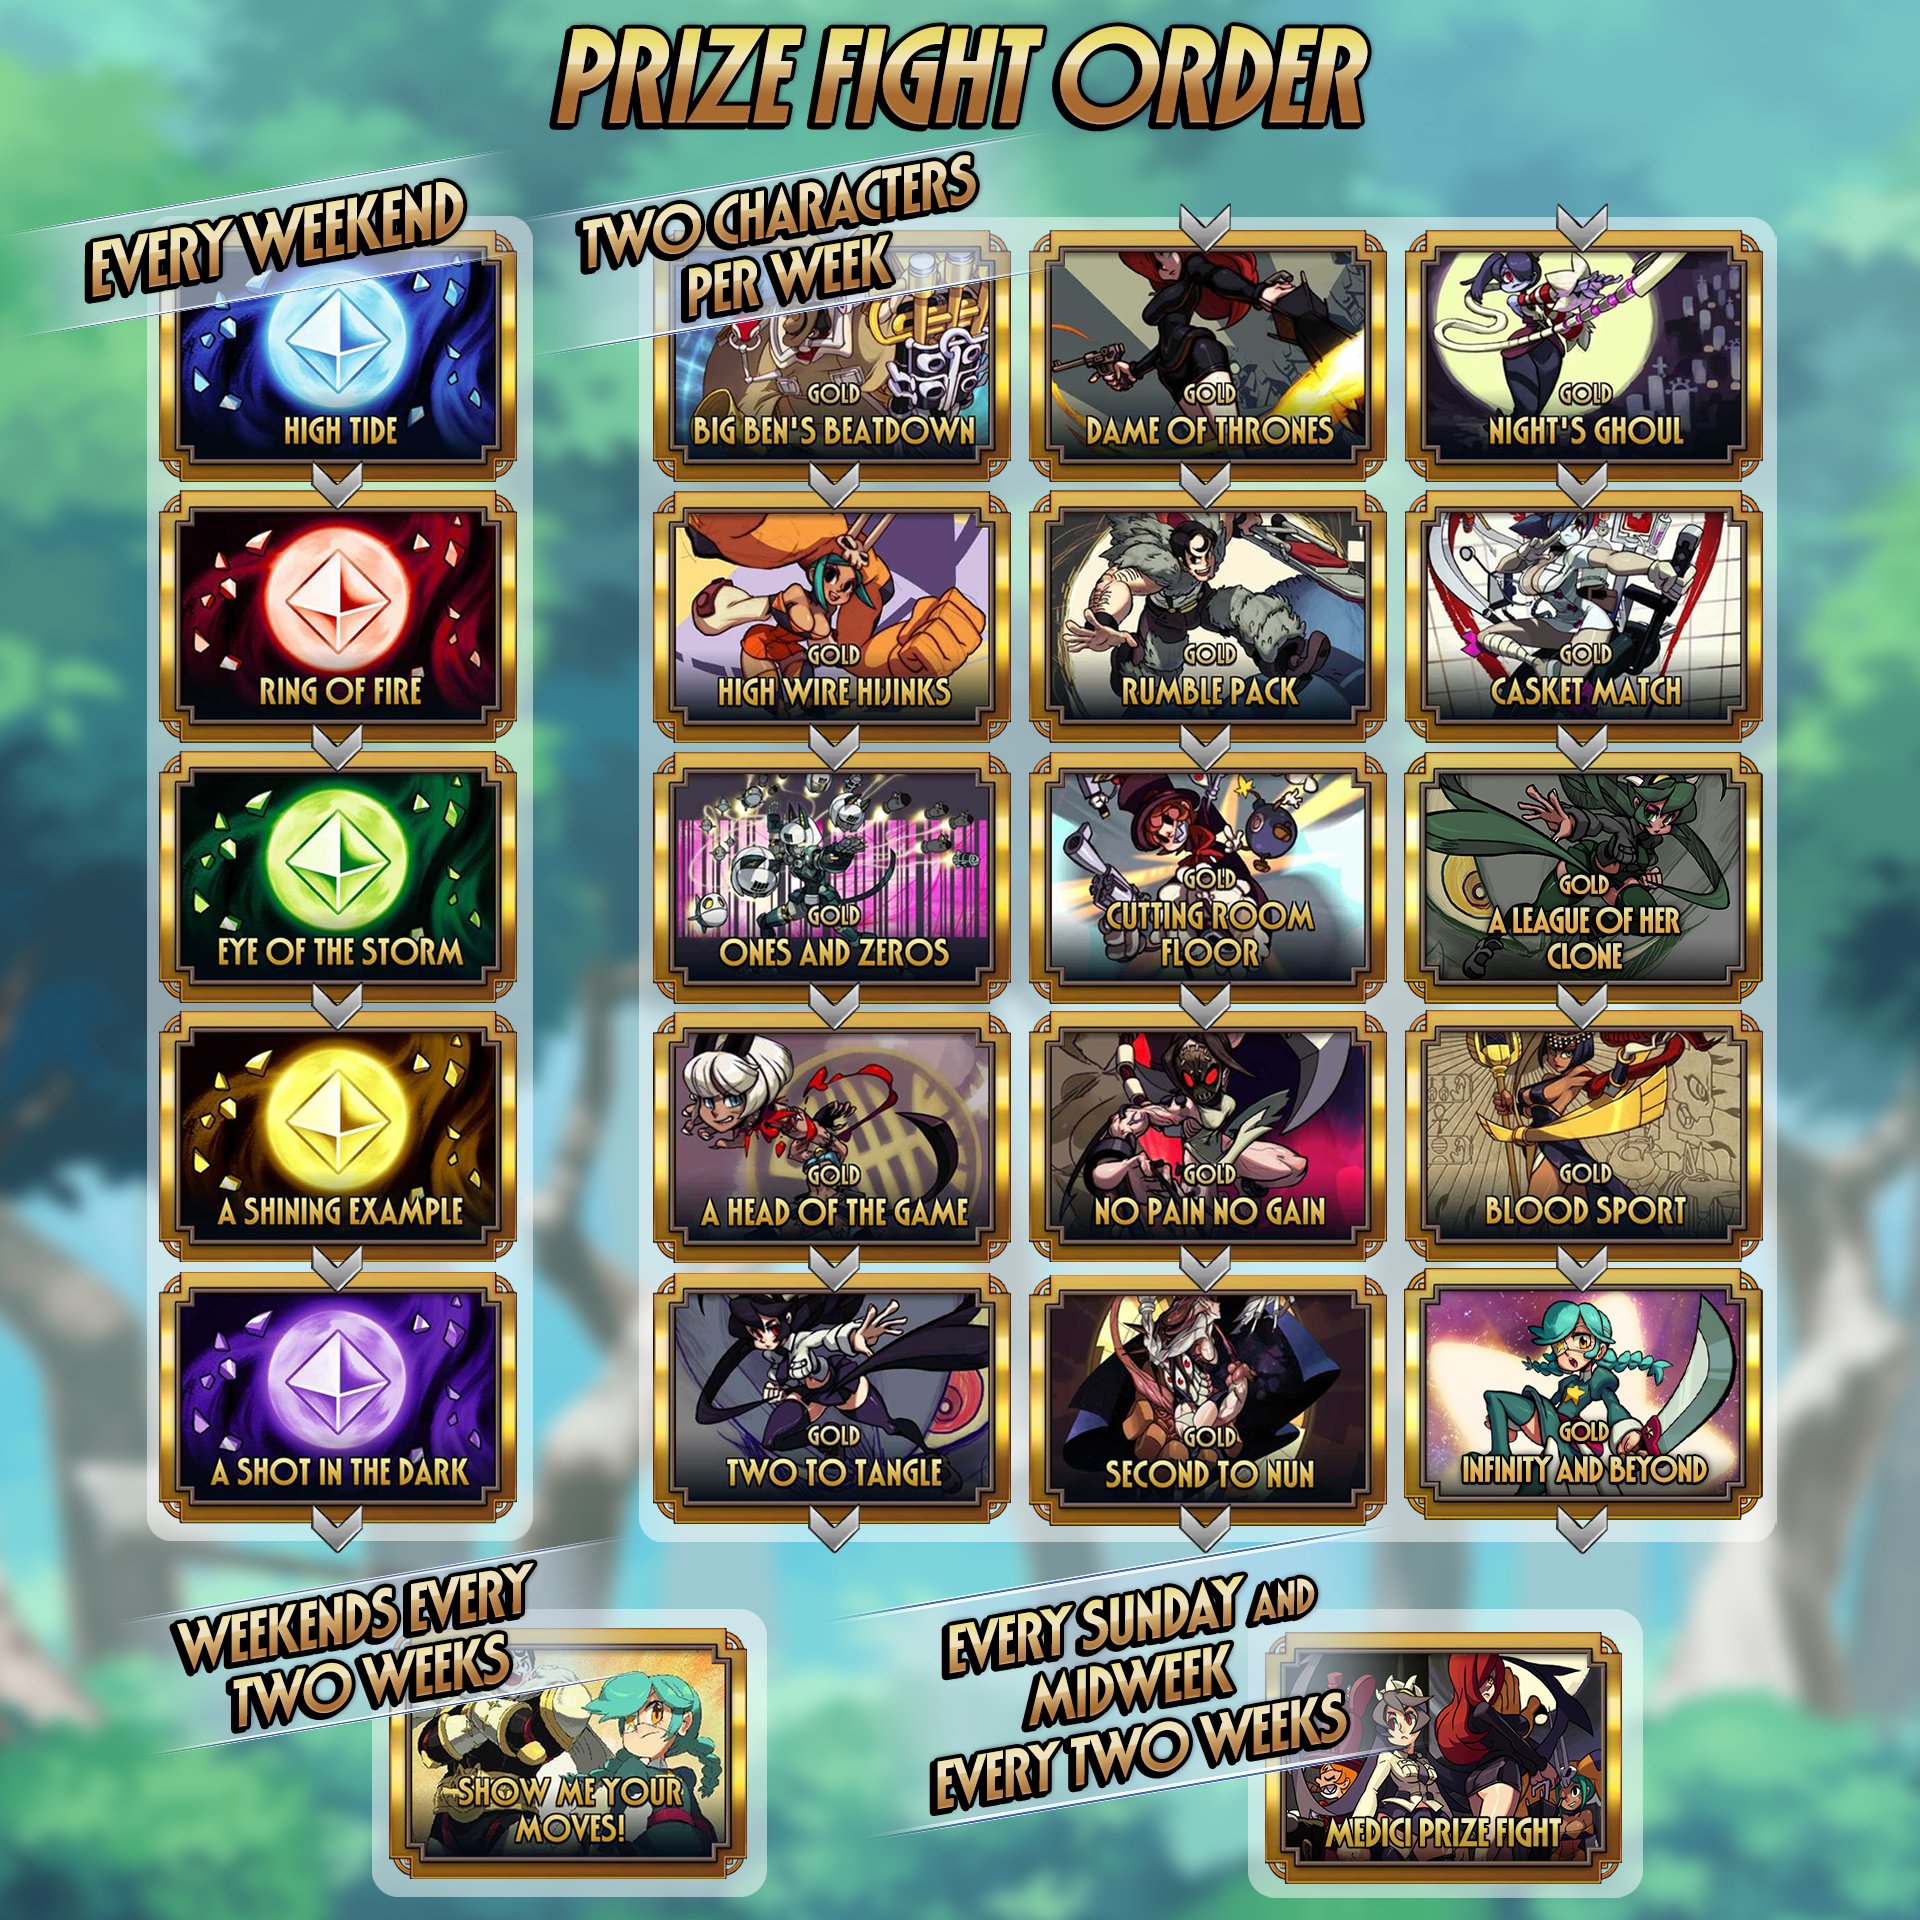 PRIZE FIGHT ORDER
EVERY WEEKEND
HIGH TIDE
RING OF FIRE
EYE OF THE STORM
A SHINING EXAMPLE
A SHOT IN THE DARK
TWO CHARACTERS
PER WEEK
GOLD
BIG BEN'S BEATDOWN
GOLD
HIGH WIRE HIJINKS
GOLD
ONES AND ZEROS
GOLD
A HEAD OF THE GAME
GOLD
TWO TO TANGLE
GOLD
DAME OF THRONES
GOLD
RUMBLE PACK
GOLD
CUTTING ROOM
FLOOR
GOLD
NO PAIN NO GAIN
GOLD
SECOND TO NUN
GOLD
NIGHT'S GHOUL
GOLD
CASKET MATCH
GOLD
A LEAGUE OF HER
CLONE
GOLD
BLOOD SPORT
GOLD
INFINITY AND BEYOND
WEEKENDS EVERY
TWO WEEKS
SHOW ME YOUR
MOVES!
EVERY SUNDAY AND
MIDWEEK
EVERY TWO WEEKS
MEDICI PRIZE FIGHT